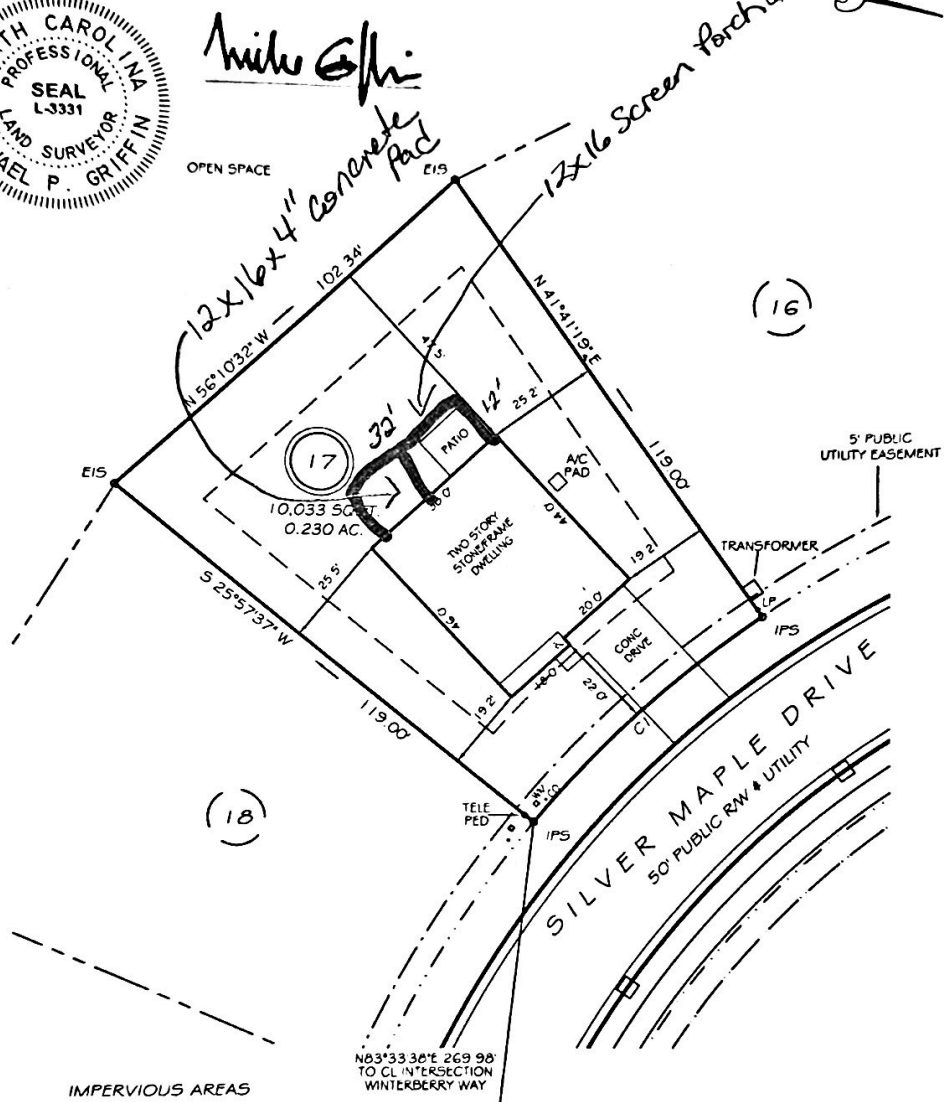 TH CAROLINA
PROFESSIONAL
SEAL
L-3331
LAND SURVEYOR
AEL P. GRIFFIN
OPEN SPACE
12x16x4" Concrete
Pad
12x16 Screen Porch
EIS
102.34'
N 56°10'32" W
N 41°41'19" E
119.00'
(16)
32'
12'
25.2'
PATIO
17
10,033 SQ. FT.
0.230 AC.
A/C
PAD
44.0'
TWO STORY
STONE/FRAME
DWELLING
EIS
5' PUBLIC
UTILITY EASEMENT
TRANSFORMER
LP
IPS
S 25°57'37" W
119.00'
25.5'
46.0'
19.2'
20.0'
CONC
DRIVE
19.2'
18.0'
22.0'
C1
(18)
TELE
PED
WV
CO
IPS
SILVER MAPLE DRIVE
50' PUBLIC R/W & UTILITY
N83°33'38"E 269.98'
TO CL INTERSECTION
WINTERBERRY WAY
IMPERVIOUS AREAS